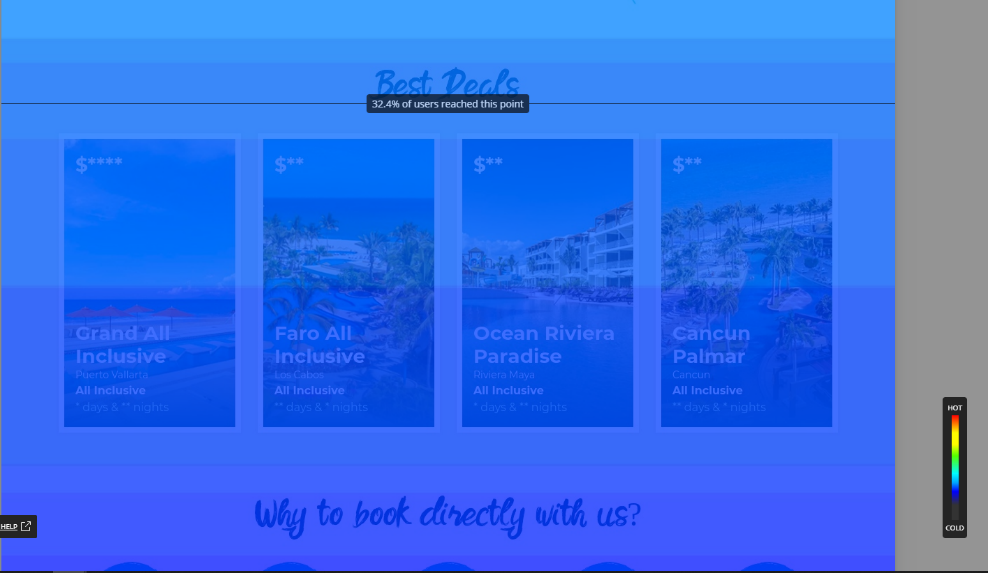 Best Deals
32.4% of users reached this point
$****
Grand All
Inclusive
Puerto Vallarta
All Inclusive
* days & ** nights
$**
Faro All
Inclusive
Los Cabos
All Inclusive
** days & * nights
$**
Ocean Riviera
Paradise
Riviera Maya
All Inclusive
* days & ** nights
$**
Cancun
Palmar
Cancun
All Inclusive
** days & * nights
HOT
COLD
Why to book directly with us?
HELP